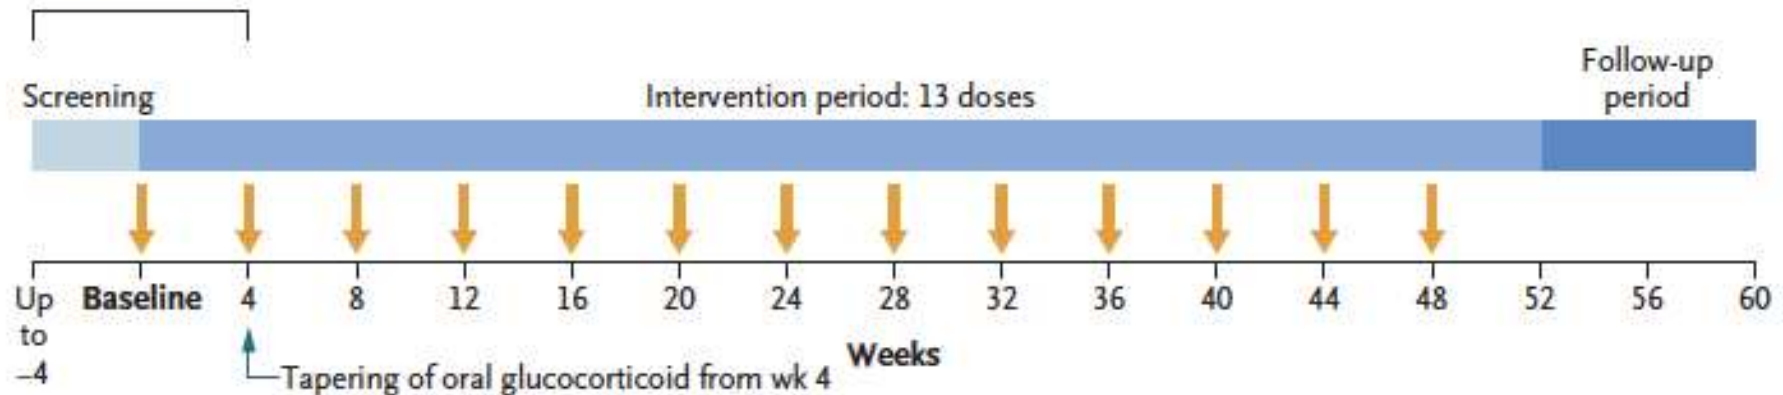 Follow-up
Screening Intervention period: 13 doses period
Up Baseline 4 8 12 16 20 24 28 32 36 40 44 48 52 56 60
to
–4
Weeks
Tapering of oral glucocorticoid from wk 4